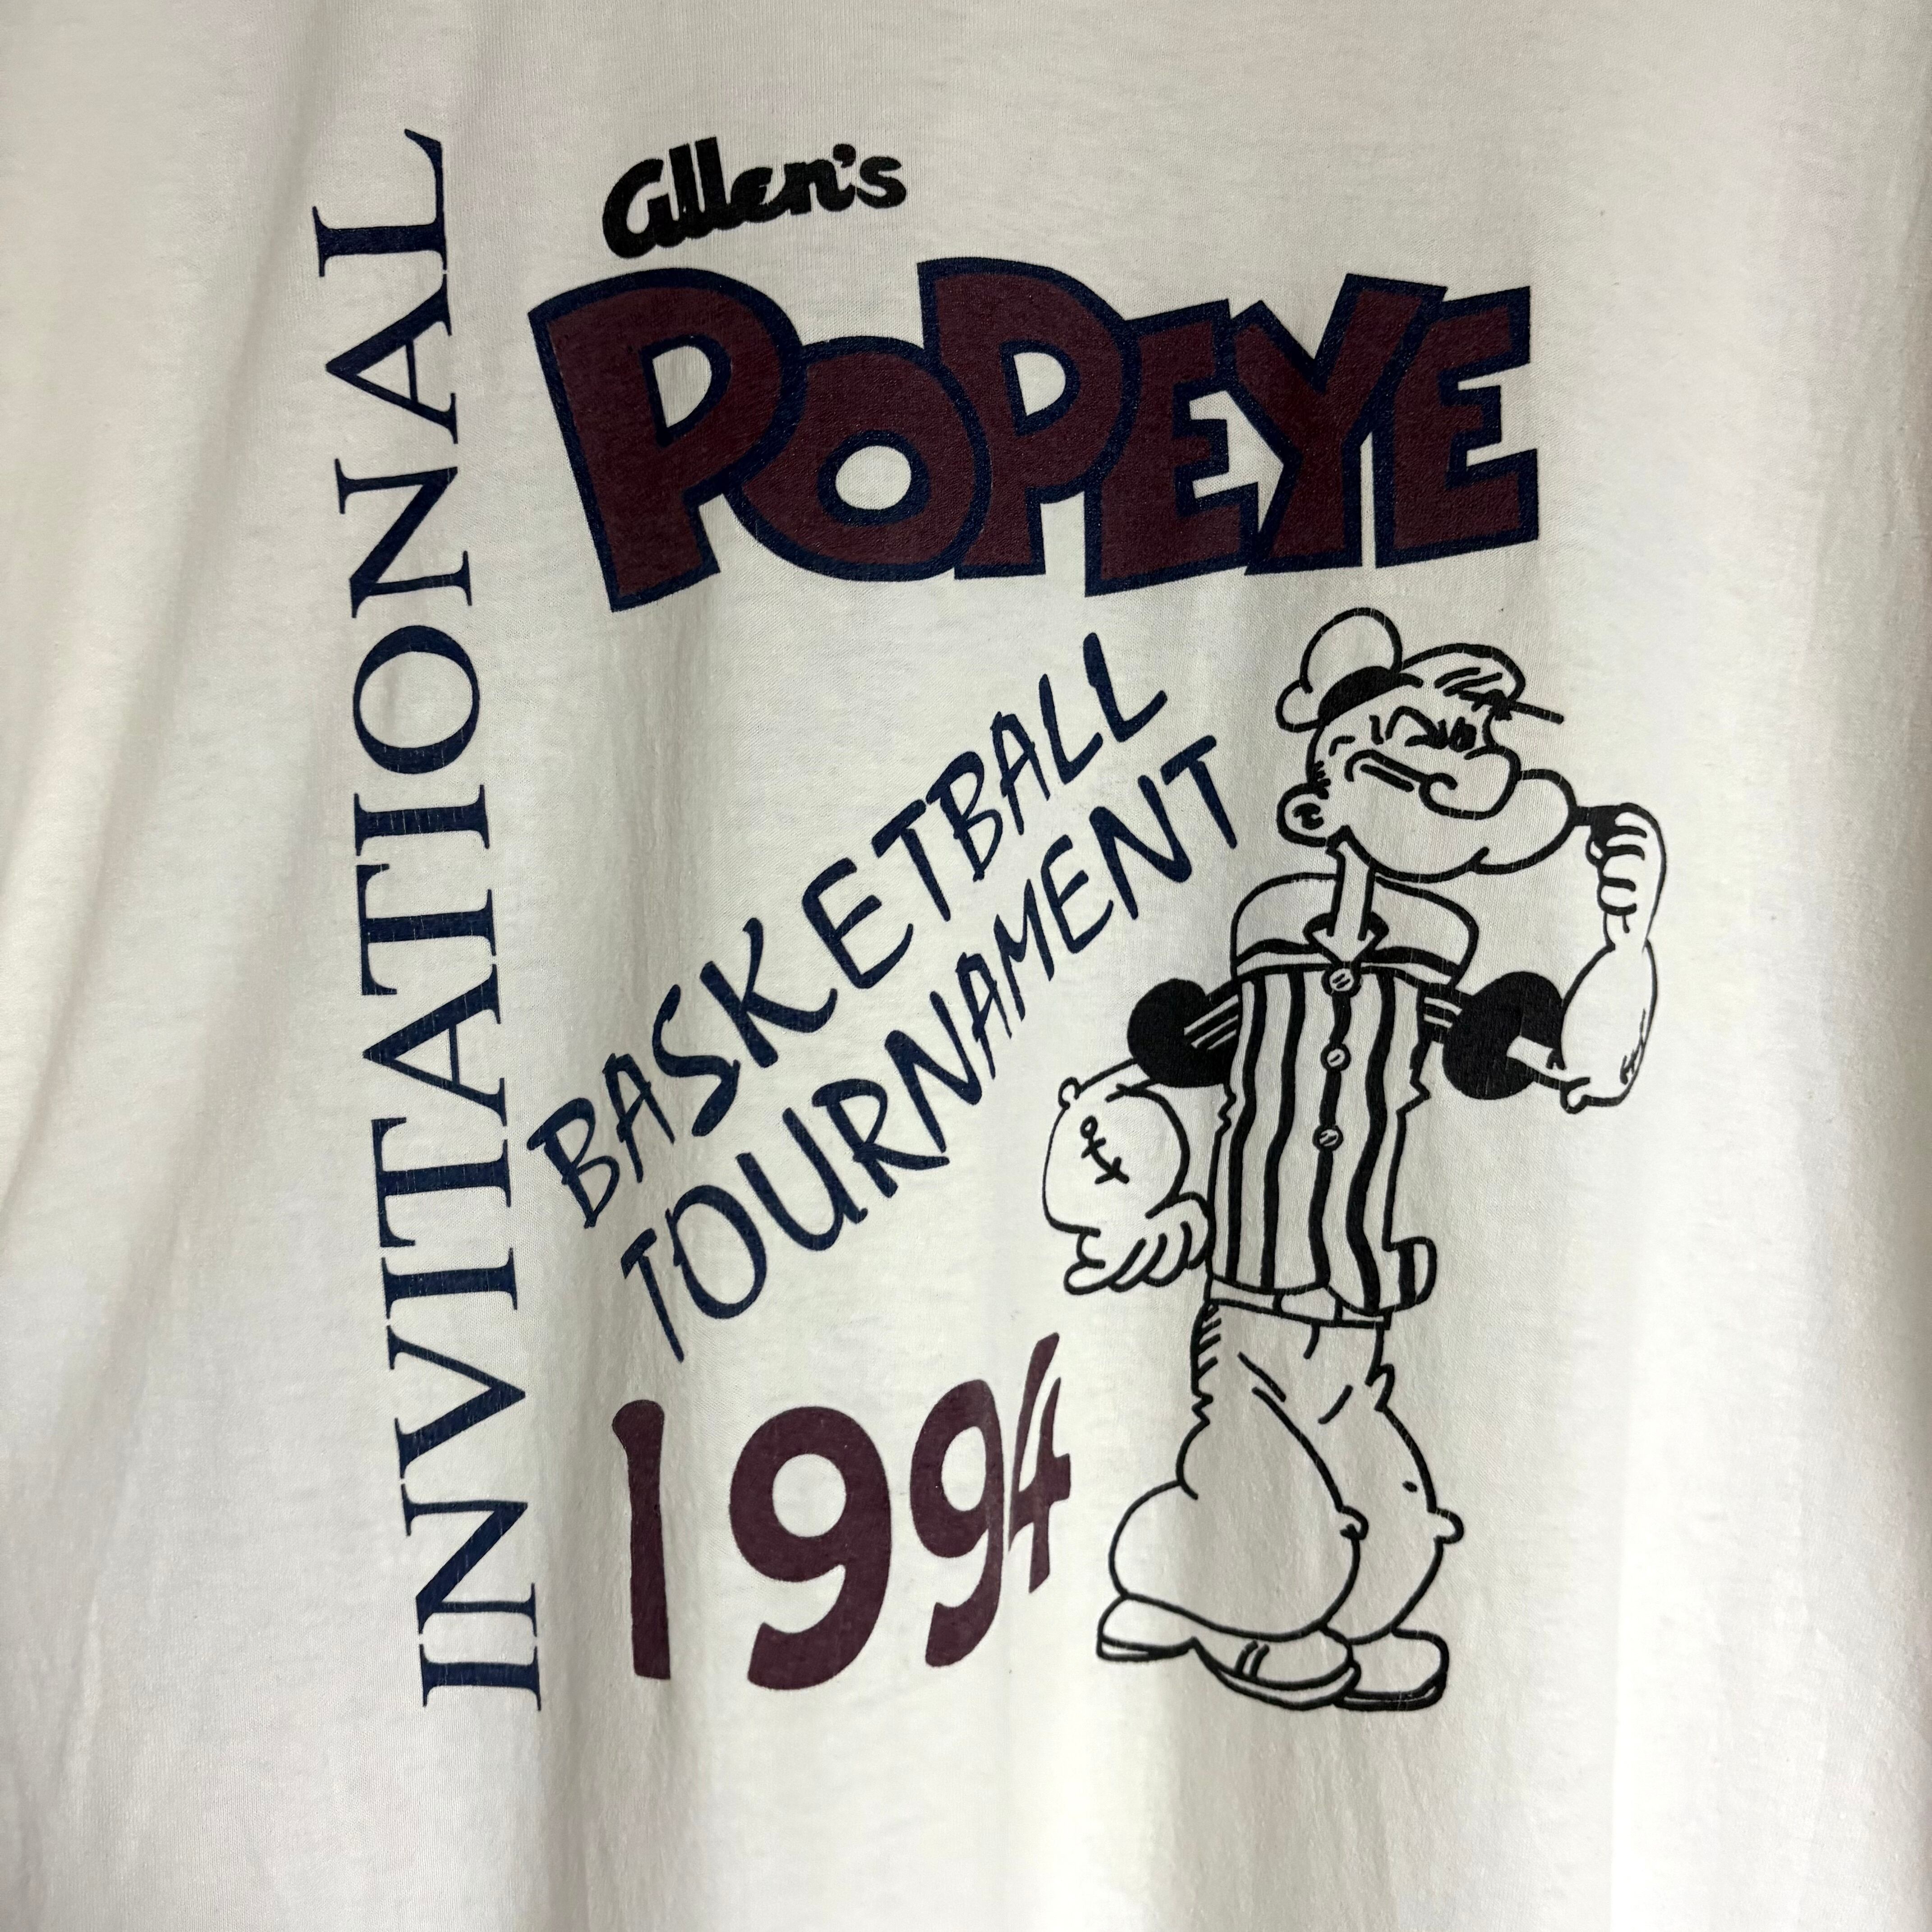 INVITATIONAL
Allen's
POPEYE
BASKETBALL
TOURNAMENT
1994